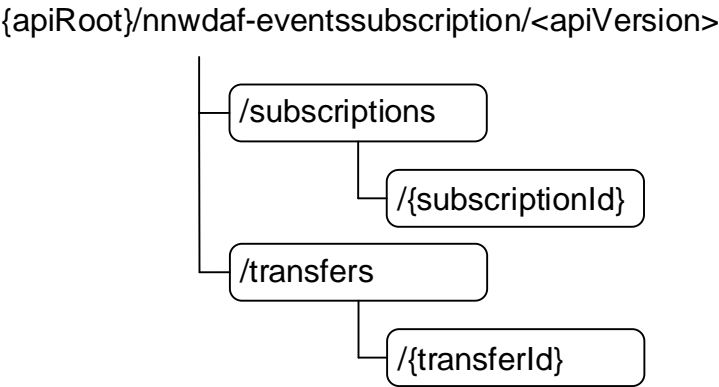 {apiRoot}/nnwdaf-eventssubscription/<apiVersion>
/subscriptions
/{subscriptionId}
/transfers
/{transferId}